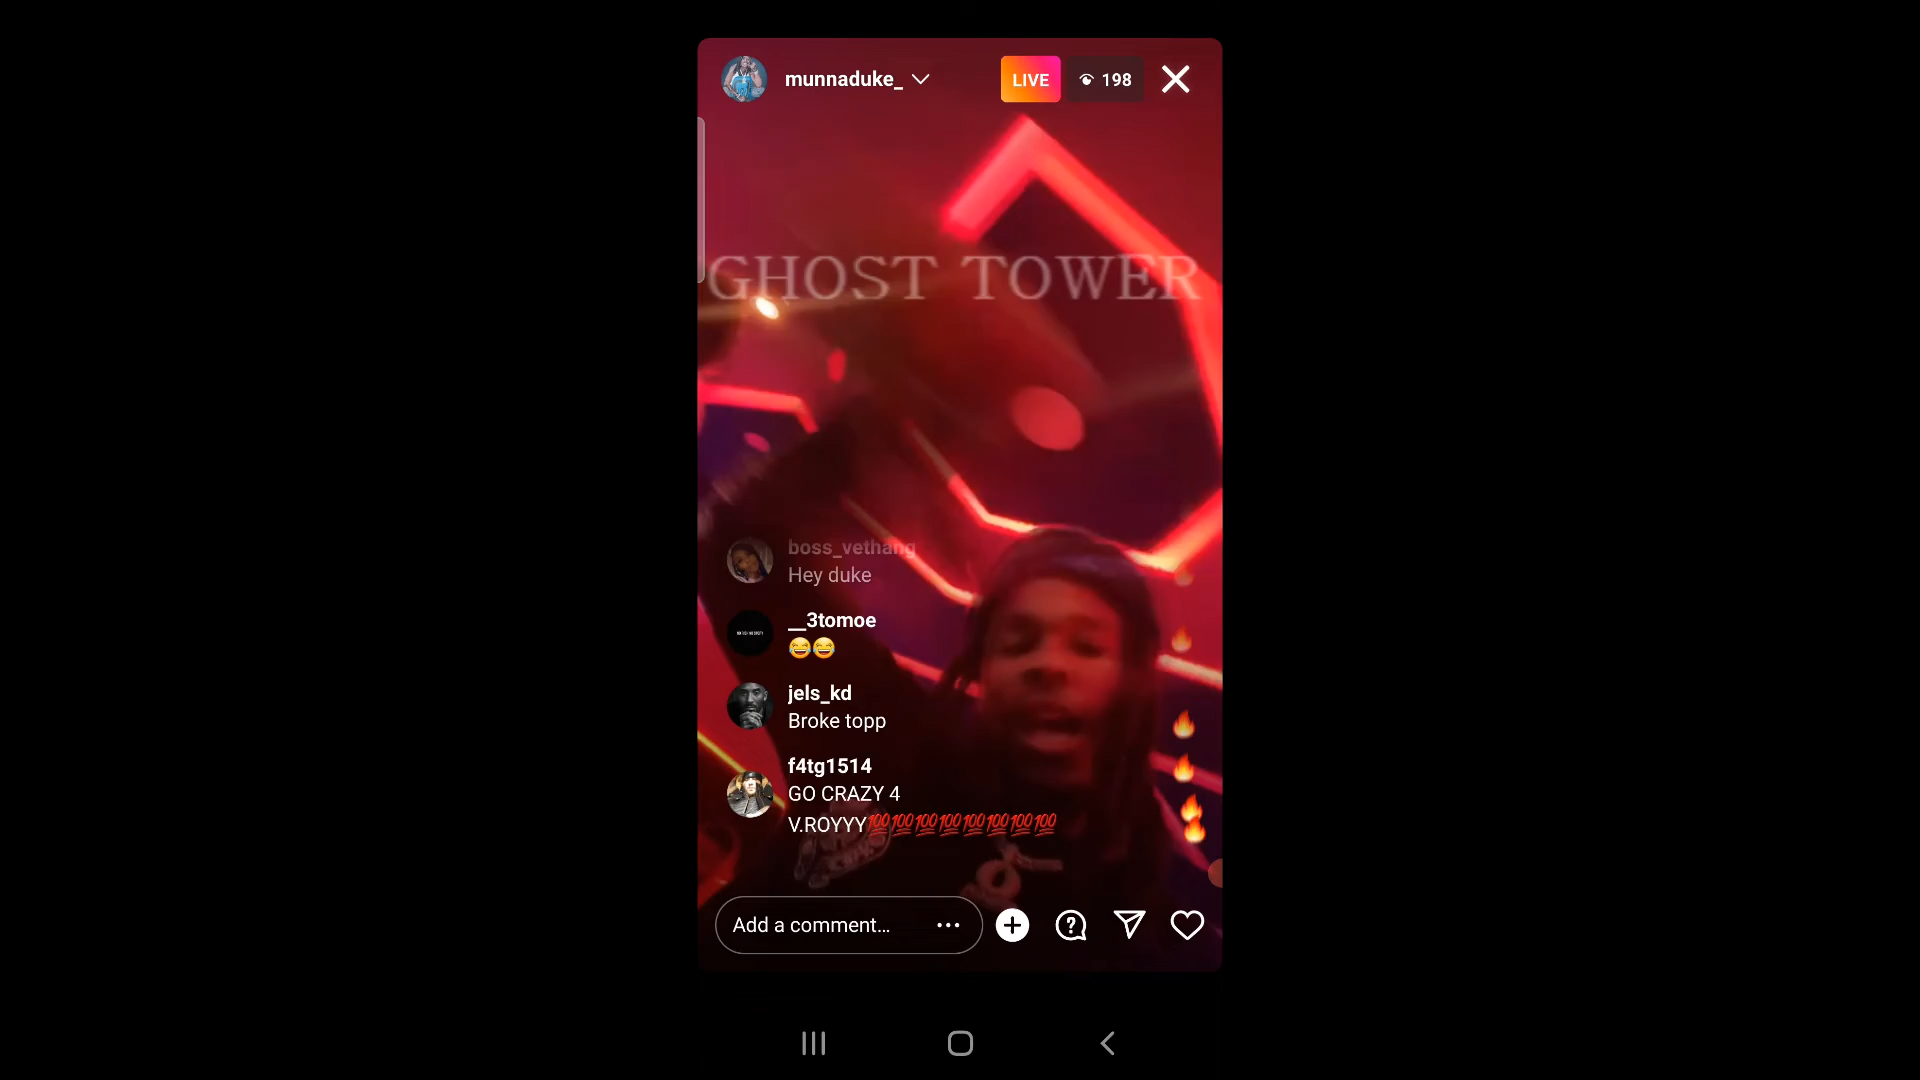 munnaduke_
LIVE
198
GHOST TOWER
boss_vethang
Hey duke
__3tomoe
😂😂
jels_kd
Broke topp
f4tg1514
GO CRAZY 4
V.ROYYY💯💯💯💯💯💯💯💯
Add a comment...